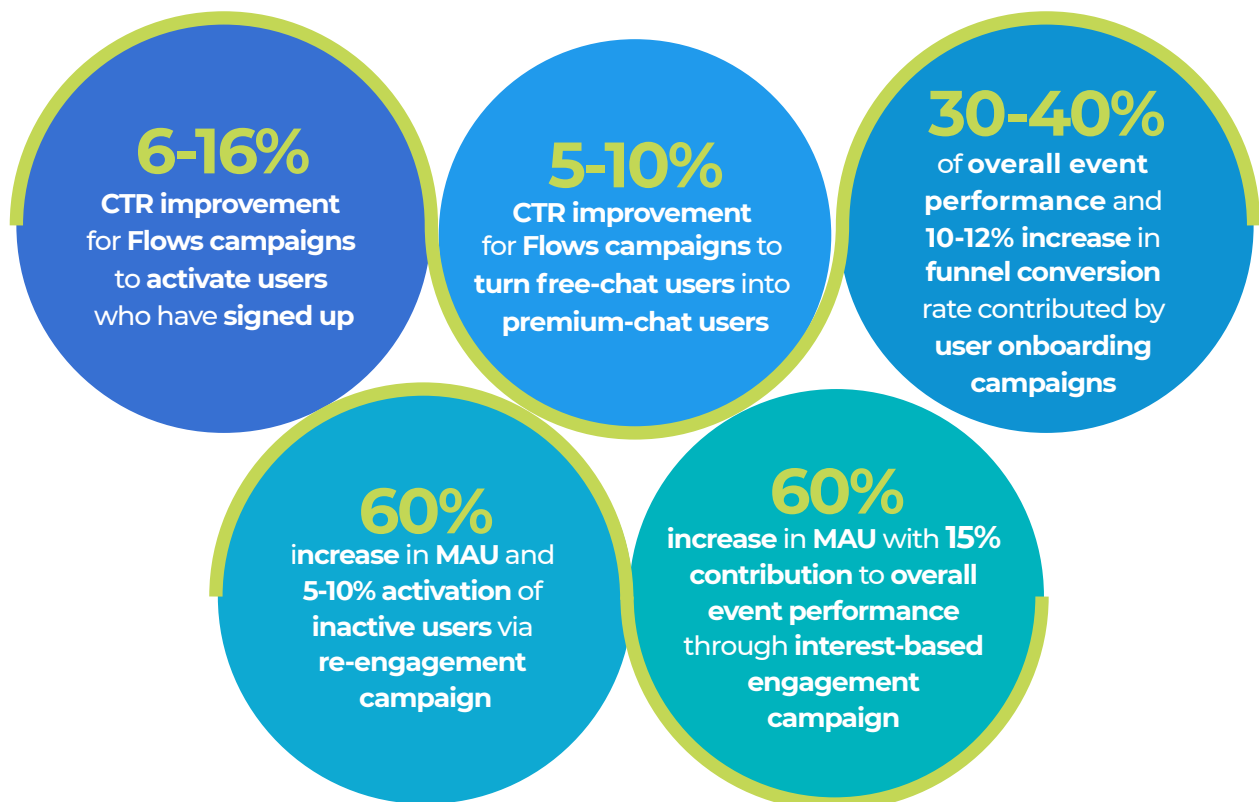 6-16%
CTR improvement
for Flows campaigns
to activate users
who have signed up
5-10%
CTR improvement
for Flows campaigns to
turn free-chat users into
premium-chat users
30-40%
of overall event
performance and
10-12% increase in
funnel conversion
rate contributed by
user onboarding
campaigns
60%
increase in MAU and
5-10% activation of
inactive users via
re-engagement
campaign
60%
increase in MAU with 15%
contribution to overall
event performance
through interest-based
engagement
campaign